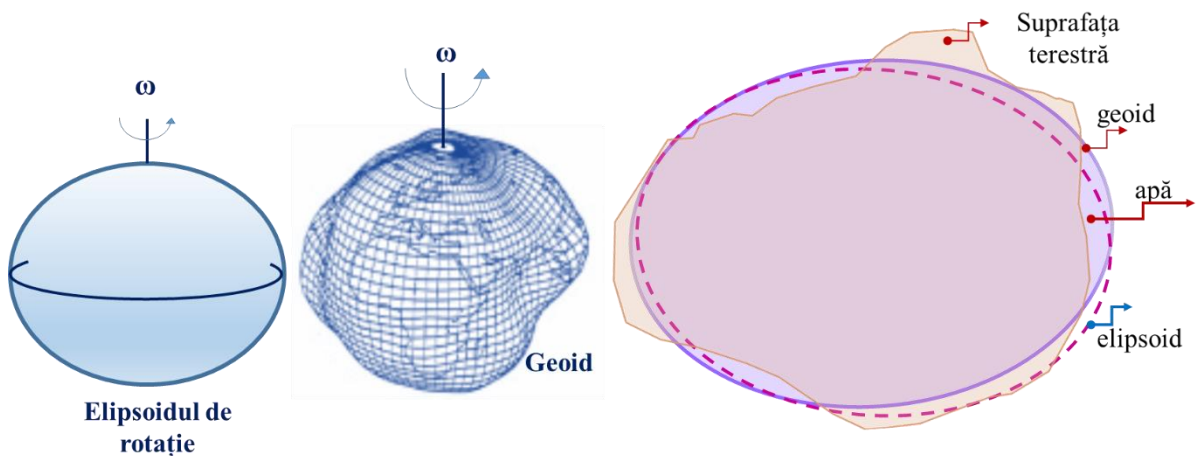 ω
Elipsoidul de
rotație
ω
Geoid
Suprafața
terestră
geoid
apă
elipsoid